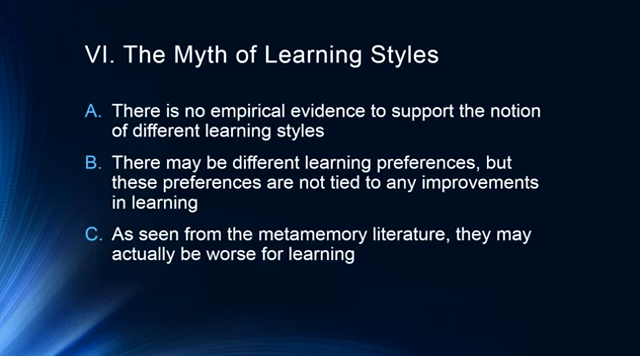 VI. The Myth of Learning Styles
A. There is no empirical evidence to support the notion
of different learning styles
B. There may be different learning preferences, but
these preferences are not tied to any improvements
in learning
C. As seen from the metamemory literature, they may
actually be worse for learning